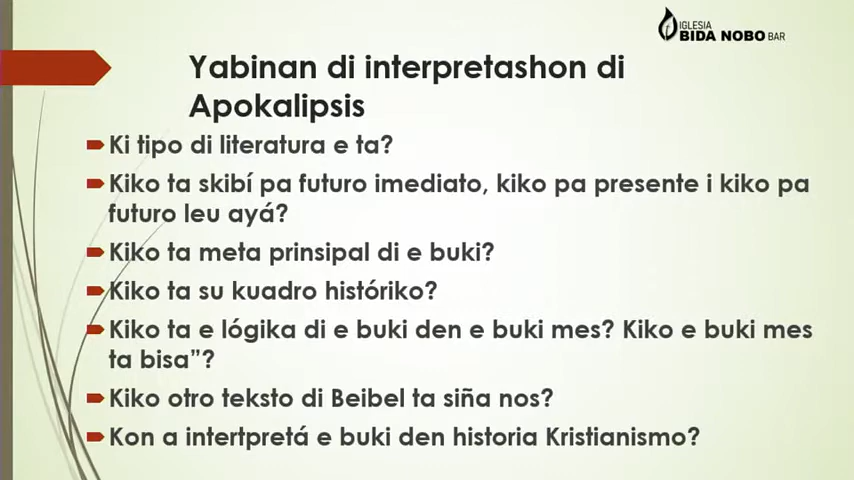 IGLESIA
BIDA NOBO BAR
Yabinan di interpretashon di
Apokalipsis
Ki tipo di literatura e ta?
Kiko ta skibí pa futuro imediato, kiko pa presente i kiko pa
futuro leu ayá?
Kiko ta meta prinsipal di e buki?
Kiko ta su kuadro históriko?
Kiko ta e lógika di e buki den e buki mes? Kiko e buki mes
ta bisa”?
Kiko otro teksto di Beibel ta siña nos?
Kon a intertpretá e buki den historia Kristianismo?